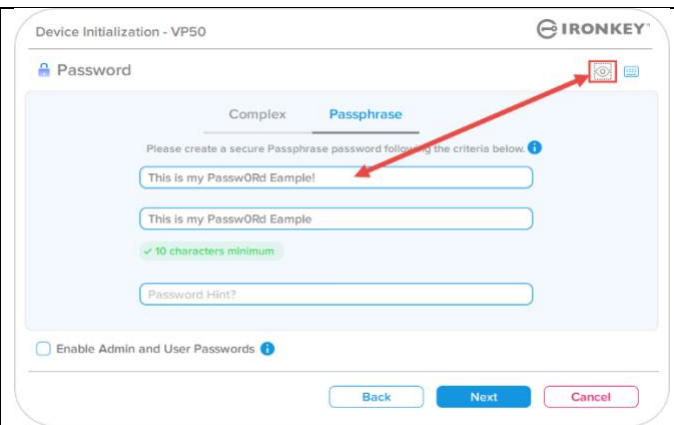 Device Initialization - VP50
IRONKEY™
Password
Complex Passphrase
Please create a secure Passphrase password following the criteria below.
This is my Passw0Rd Eample!
This is my Passw0Rd Eample
✓ 10 characters minimum
Password Hint?
Enable Admin and User Passwords
Back Next Cancel